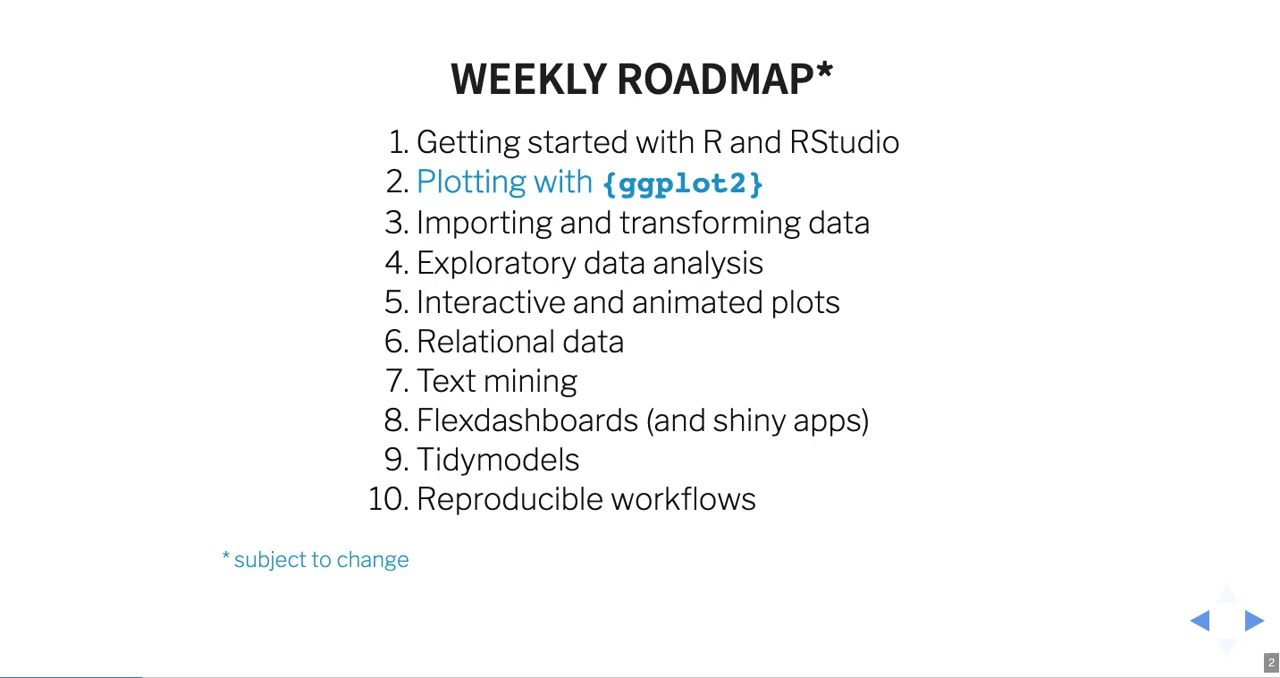 WEEKLY ROADMAP*
1. Getting started with R and RStudio
2. Plotting with {ggplot2}
3. Importing and transforming data
4. Exploratory data analysis
5. Interactive and animated plots
6. Relational data
7. Text mining
8. Flexdashboards (and shiny apps)
9. Tidymodels
10. Reproducible workflows
* subject to change
2